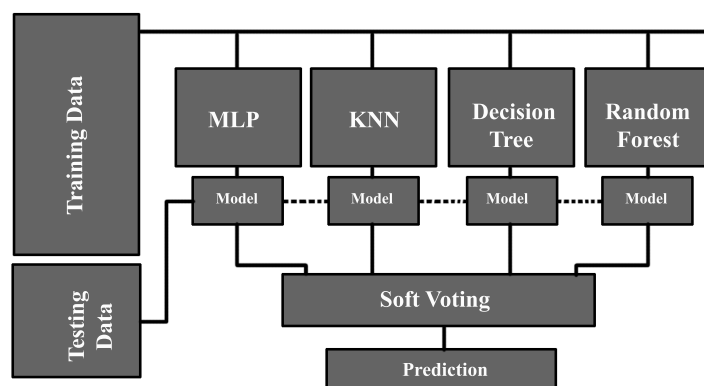 Training Data
MLP
KNN
Decision
Tree
Random
Forest
Model
Model
Model
Model
Testing
Data
Soft Voting
Prediction